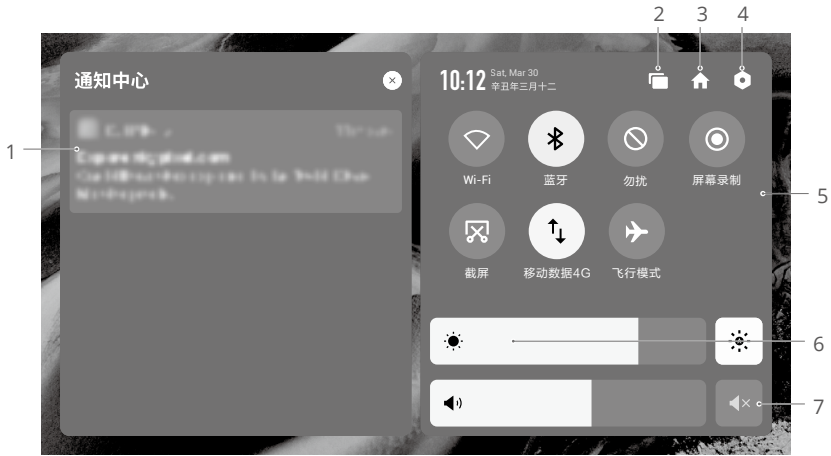 2 3 4
通知中心
10:12 Sat, Mar 30
辛丑年三月十二
1
Wi-Fi 蓝牙 勿扰 屏幕录制
5
截屏 移动数据4G 飞行模式
6
7